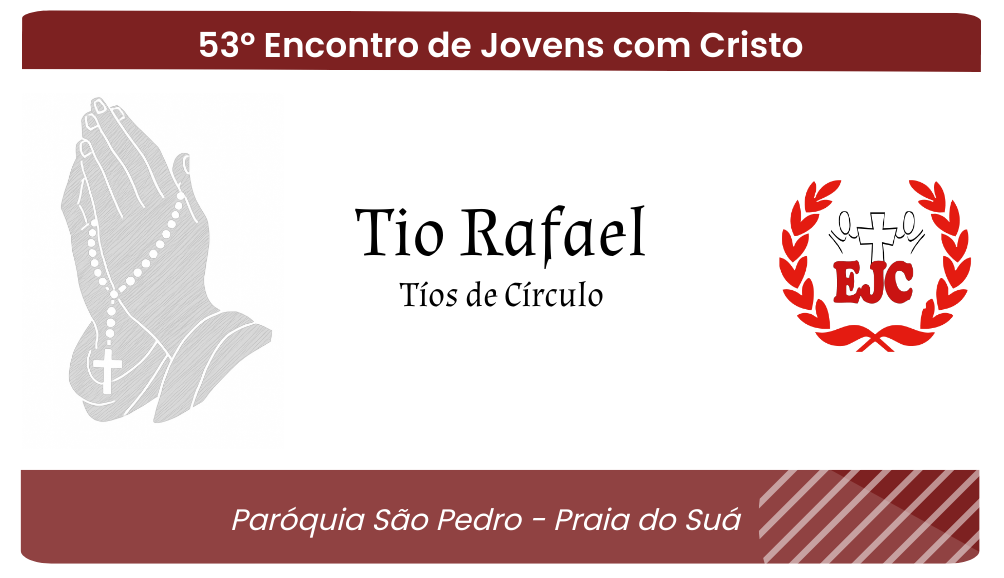 53º Encontro de Jovens com Cristo
Tio Rafael
Tíos de Círculo
EJC
Paróquia São Pedro - Praia do Suá